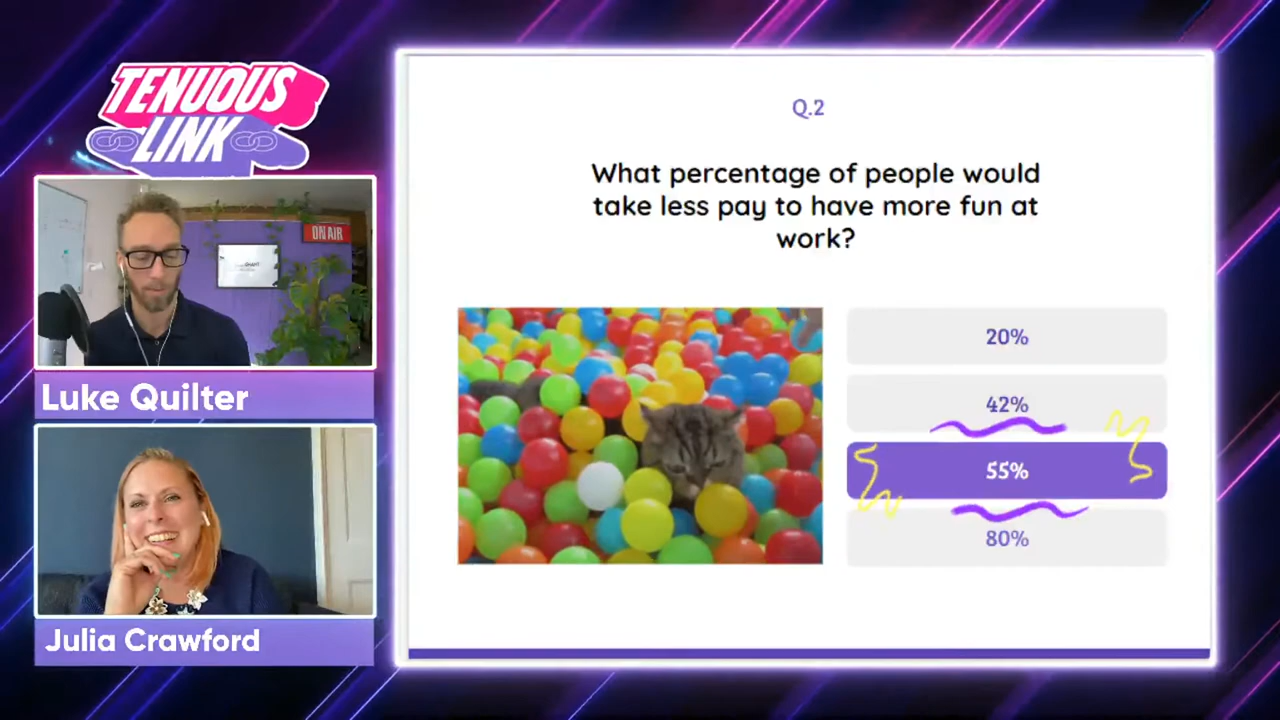 TENUOUS
LINK
ON AIR
Luke Quilter
Julia Crawford
Q.2
What percentage of people would
take less pay to have more fun at
work?
20%
42%
55%
80%